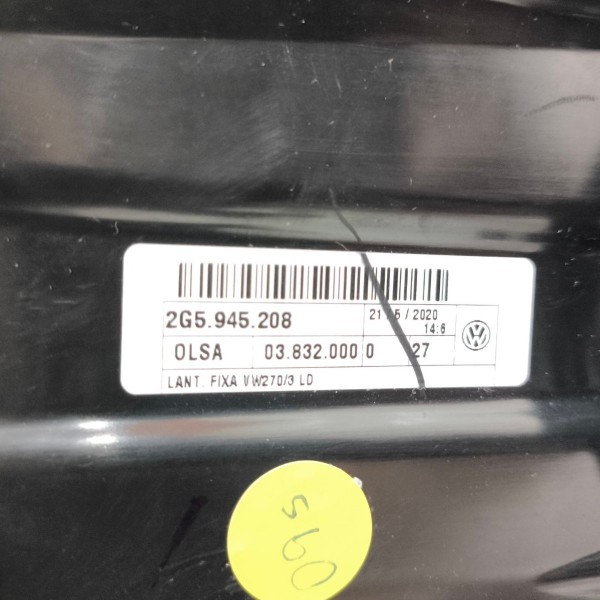 2G5.945.208
21 / 5 / 2020
14:6
OLSA 03.832.000 0 27
LANT. FIXA VW270/3 LD